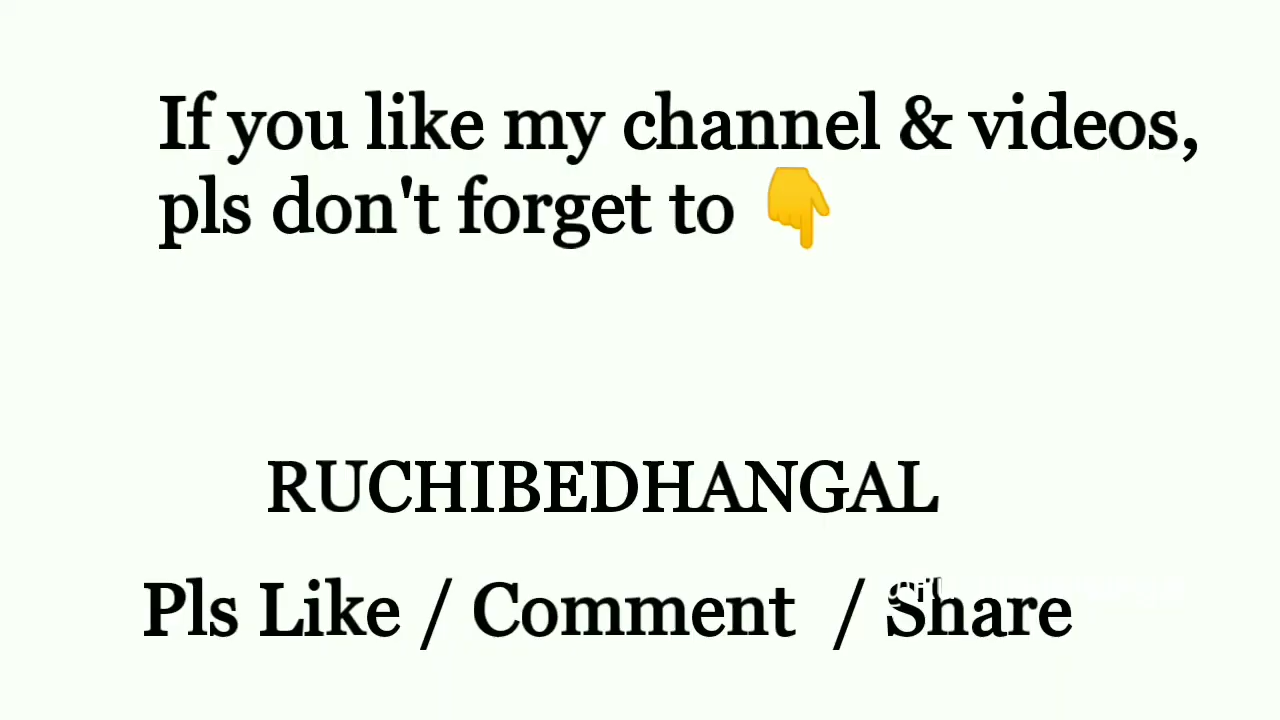 If you like my channel & videos,
pls don't forget to 👇
RUCHIBEDHANGAL
Pls Like / Comment / Share